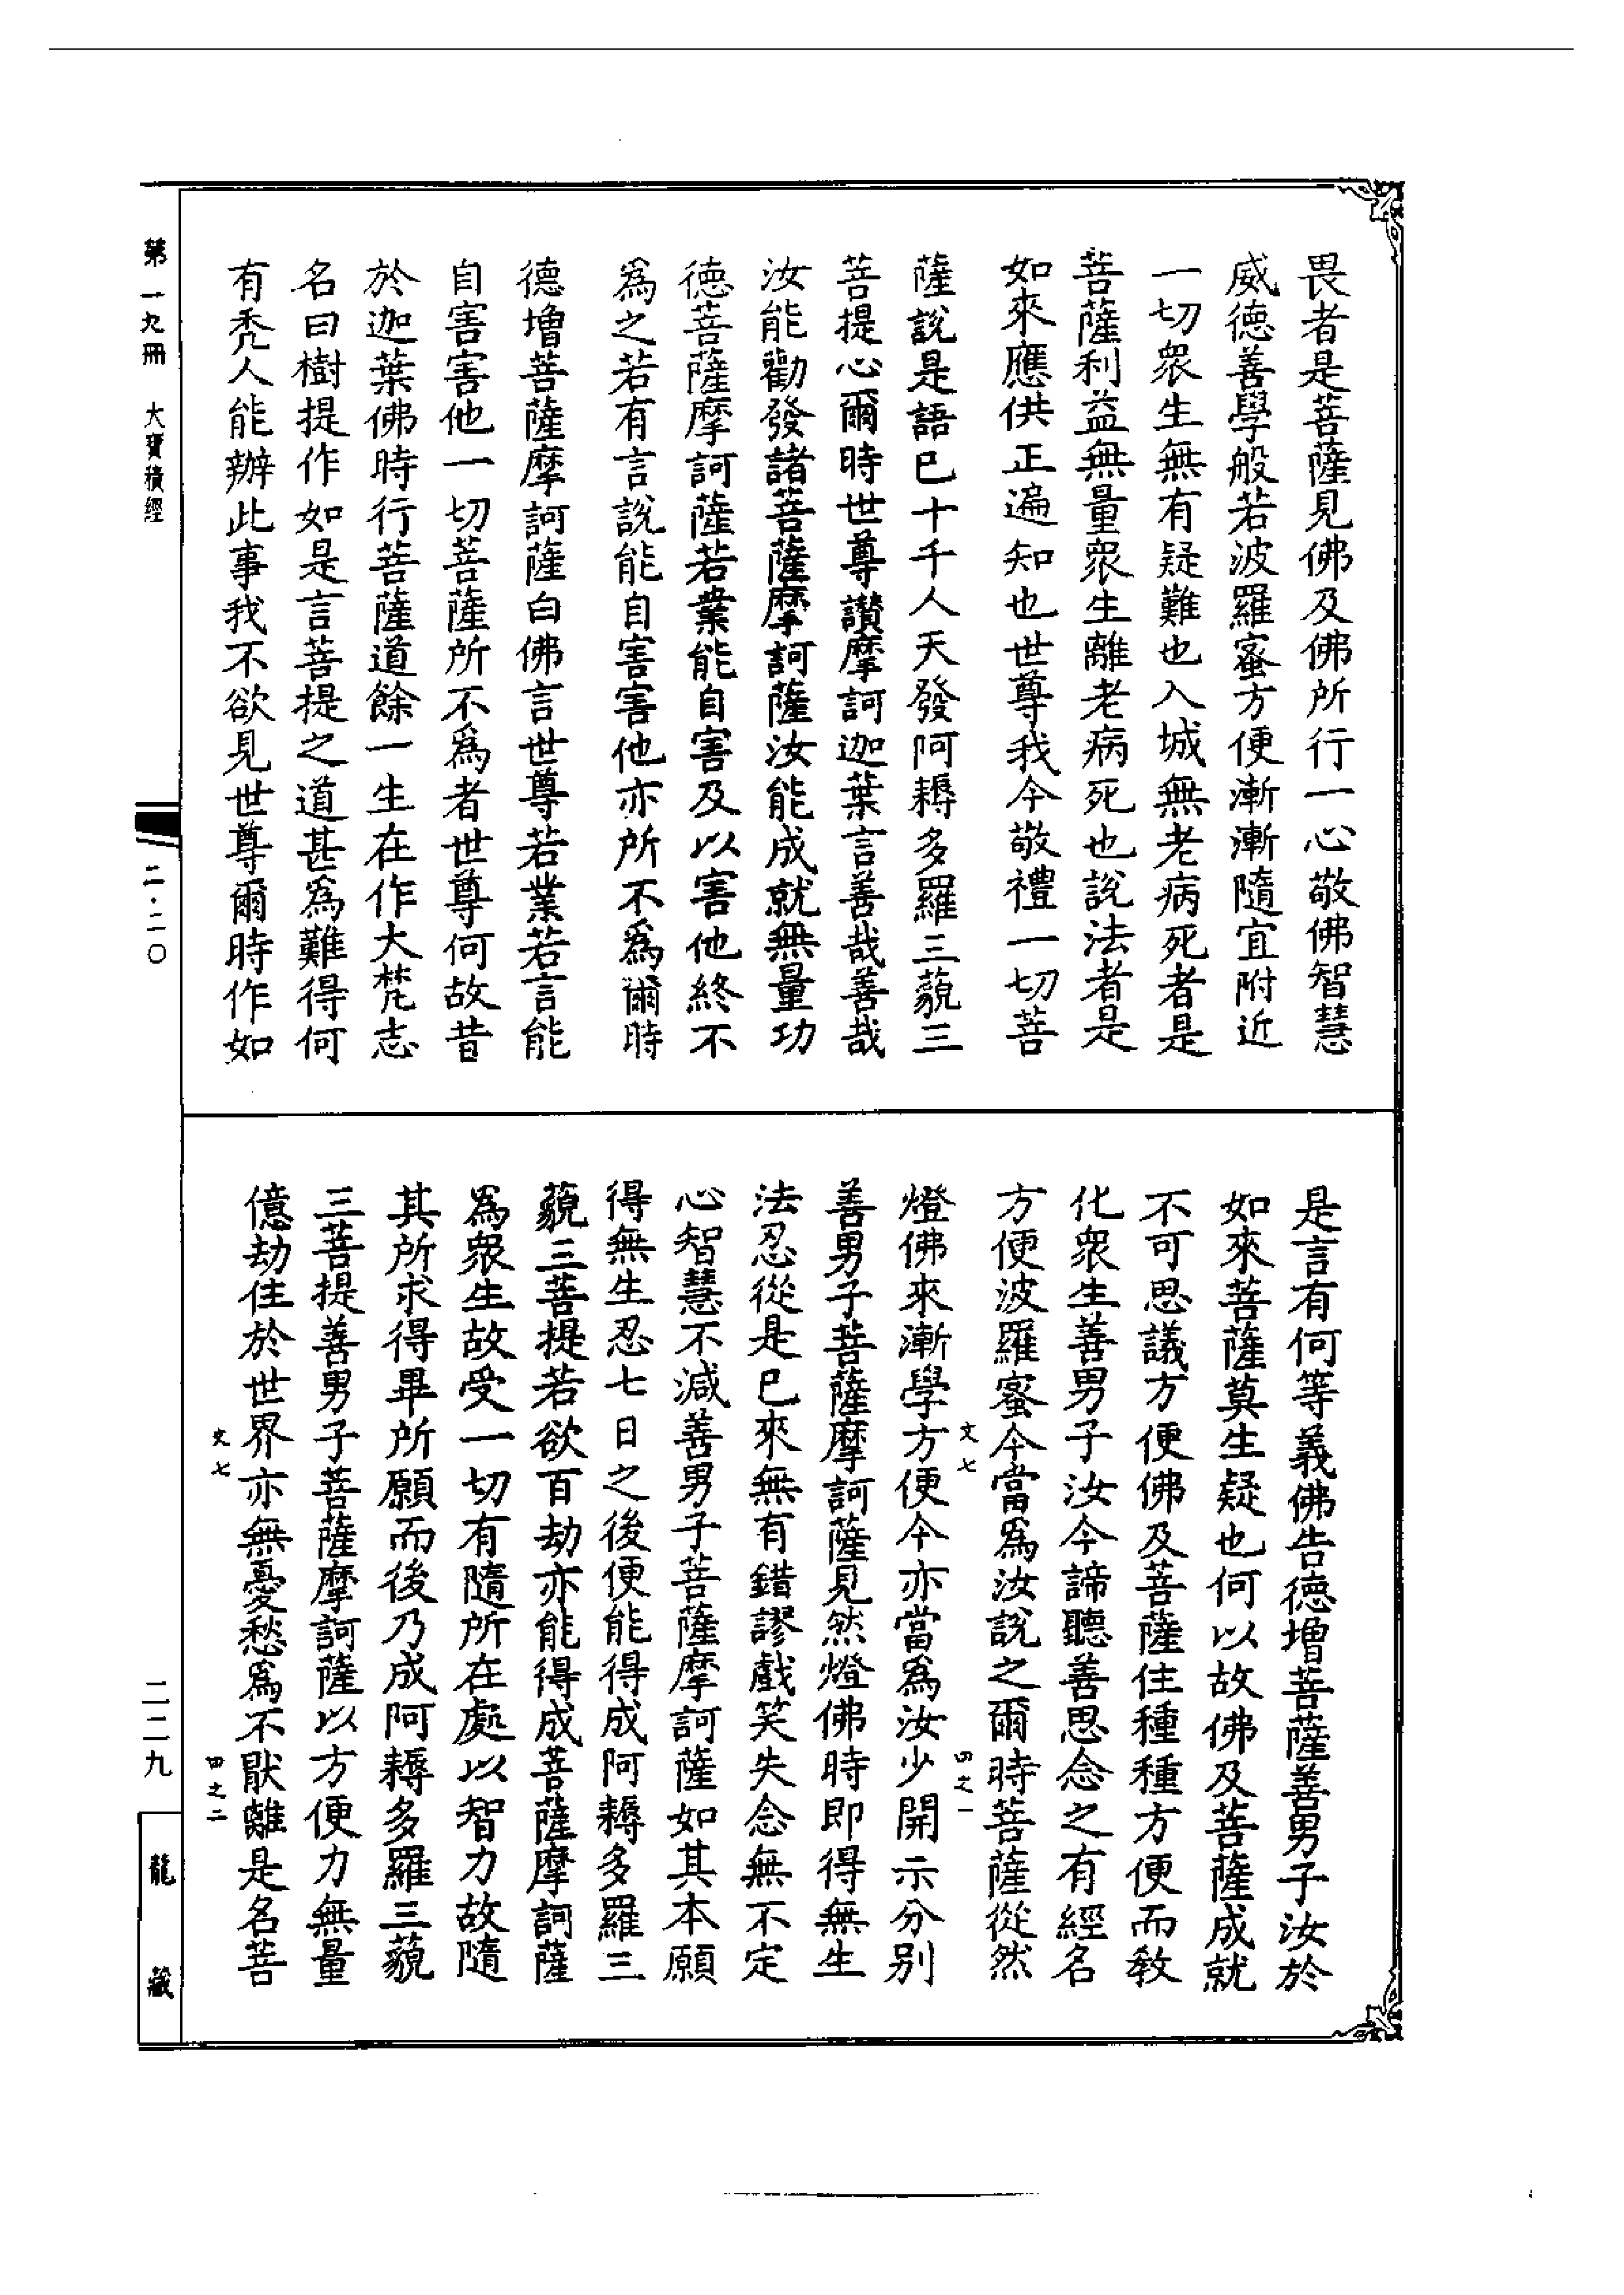 畏者是菩薩見佛及佛所行一心敬佛智慧
威德善學般若波羅蜜方便漸漸隨宜附近
一切衆生無有疑難也入城無老病死者是
菩薩利益無量衆生離老病死也說法者是
如來應供正遍知也世尊我今敬禮一切菩
薩說是語已十千人天發阿耨多羅三藐三
菩提心爾時世尊讃摩訶迦葉言善哉善哉
汝能勸發諸菩薩摩訶薩汝能成就無量功
德菩薩摩訶薩若業能自害及以害他終不
爲之若有言說能自害害他亦所不爲爾時
德增菩薩摩訶薩白佛言世尊若業若言能
自害害他一切菩薩所不爲者世尊何故昔
於迦葉佛時行菩薩道餘一生在作大梵志
名曰樹提作如是言菩提之道甚爲難得何
有禿人能辦此事我不欲見世尊爾時作如
是言有何等義佛告德增菩薩善男子汝於
如來菩薩莫生疑也何以故佛及菩薩成就
不可思議方便佛及菩薩住種種方便而教
化衆生善男子汝今諦聽善思念之有經名
方便波羅蜜今當爲汝說之爾時菩薩從然
文七
四之一
燈佛來漸學方便今亦當爲汝少開示分別
善男子菩薩摩訶薩見然燈佛時即得無生
法忍從是已來無有錯謬戲笑失念無不定
心智慧不減善男子菩薩摩訶薩如其本願
得無生忍七日之後便能得成阿耨多羅三
藐三菩提若欲百劫亦能得成菩薩摩訶薩
爲衆生故受一切有隨所在處以智力故隨
其所求得畢所願而後乃成阿耨多羅三藐
三菩提善男子菩薩摩訶薩以方便力無量
億劫住於世界亦無憂愁爲不猒離是名菩
文七
四之二
第一九冊 大寶積經
二·二〇
二二九
龍藏